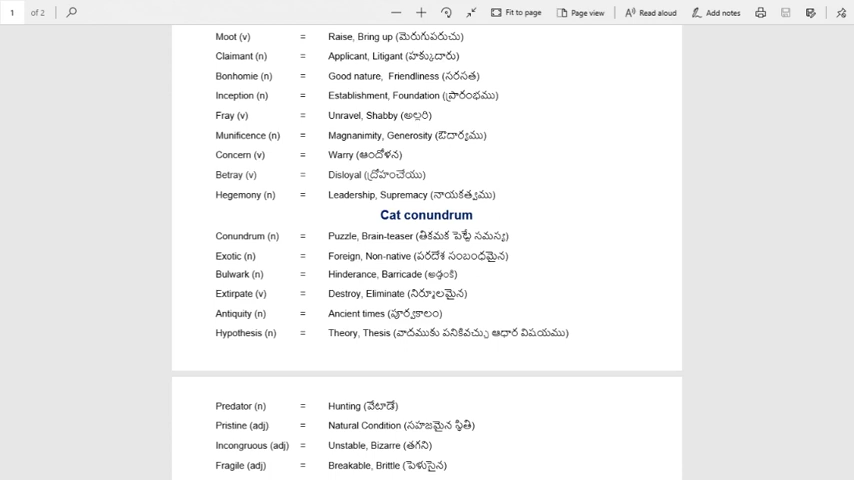 1 of 2 Fit to page Page view Read aloud Add notes
Moot (v) = Raise, Bring up (మెరుగుపరుచు)
Claimant (n) = Applicant, Litigant (హక్కుదారు)
Bonhomie (n) = Good nature, Friendliness (సరసత)
Inception (n) = Establishment, Foundation (ప్రారంభము)
Fray (v) = Unravel, Shabby (అల్లరి)
Munificence (n) = Magnanimity, Generosity (ఔదార్యము)
Concern (v) = Warry (ఆందోళన)
Betray (v) = Disloyal (ద్రోహంచేయు)
Hegemony (n) = Leadership, Supremacy (నాయకత్వము)
Cat conundrum
Conundrum (n) = Puzzle, Brain-teaser (తికమక పెట్టే సమస్య)
Exotic (n) = Foreign, Non-native (పరదేశ సంబంధమైన)
Bulwark (n) = Hinderance, Barricade (అడ్డంకి)
Extirpate (v) = Destroy, Eliminate (నిర్మూలమైన)
Antiquity (n) = Ancient times (పూర్వకాలం)
Hypothesis (n) = Theory, Thesis (వాదముకు పనికివచ్చు ఆధార విషయము)
Predator (n) = Hunting (వేటాడే)
Pristine (adj) = Natural Condition (సహజమైన స్థితి)
Incongruous (adj) = Unstable, Bizarre (తగని)
Fragile (adj) = Breakable, Brittle (పెళుసైన)